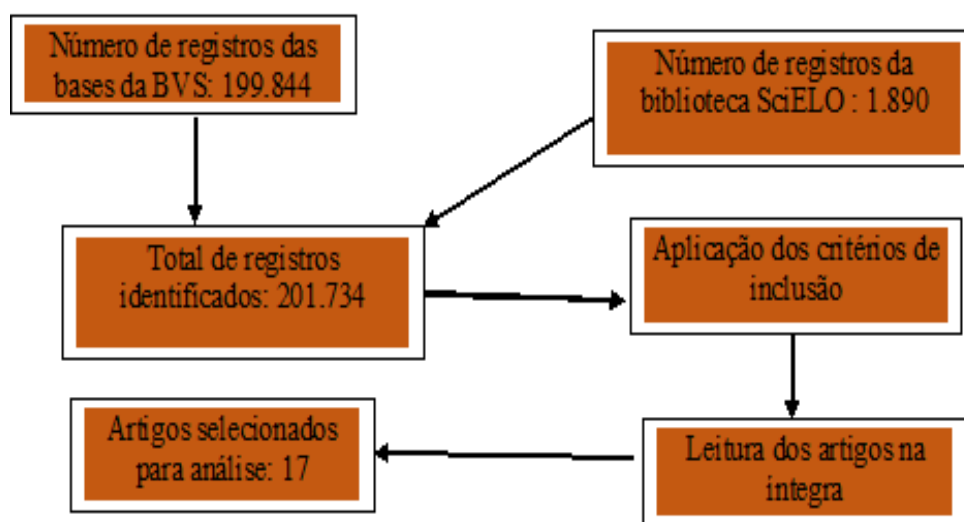 Número de registros das
bases da BVS: 199.844
Número de registros da
biblioteca SciELO : 1.890
Total de registros
identificados: 201.734
Aplicação dos critérios de
inclusão
Artigos selecionados
para análise: 17
Leitura dos artigos na
integra